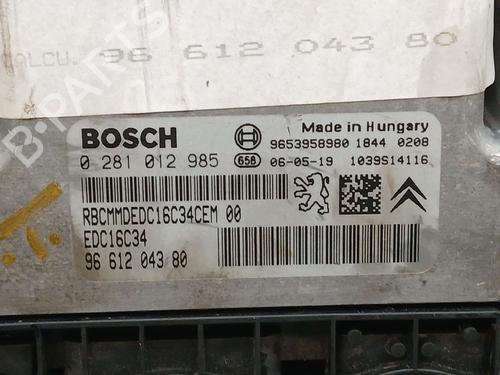 CALCU. 96 612 043 80
BOSCH
Made in Hungary
9653958980 1844 0208
0 281 012 985 658 06-05-19 1039S14116
RBCMMDEDC16C34CEM 00
EDC16C34
96 612 043 80
B-Parts